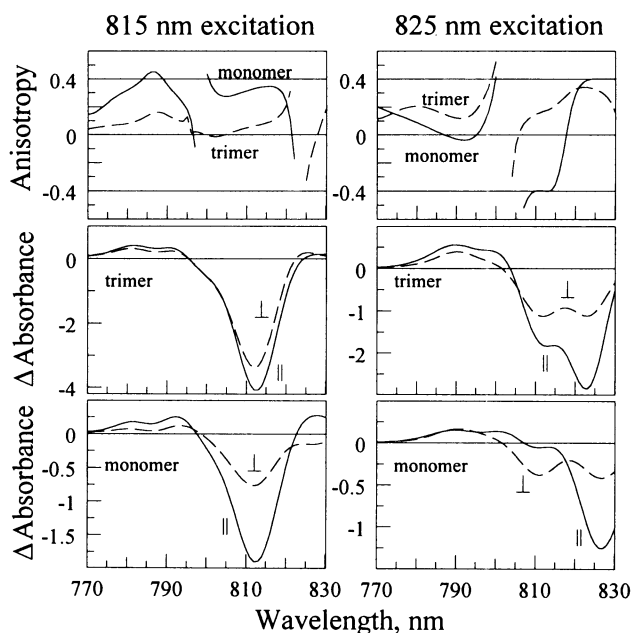 815 nm excitation
825 nm excitation
Anisotropy
0.4
0
-0.4
monomer
trimer
0.4
0
-0.4
trimer
monomer
Δ Absorbance
0
-2
-4
trimer
⊥
||
0
-1
-2
trimer
⊥
||
Δ Absorbance
0
-0.5
-1
-1.5
monomer
⊥
||
0
-0.5
-1
monomer
⊥
||
770 790 810 830
770 790 810 830
Wavelength, nm